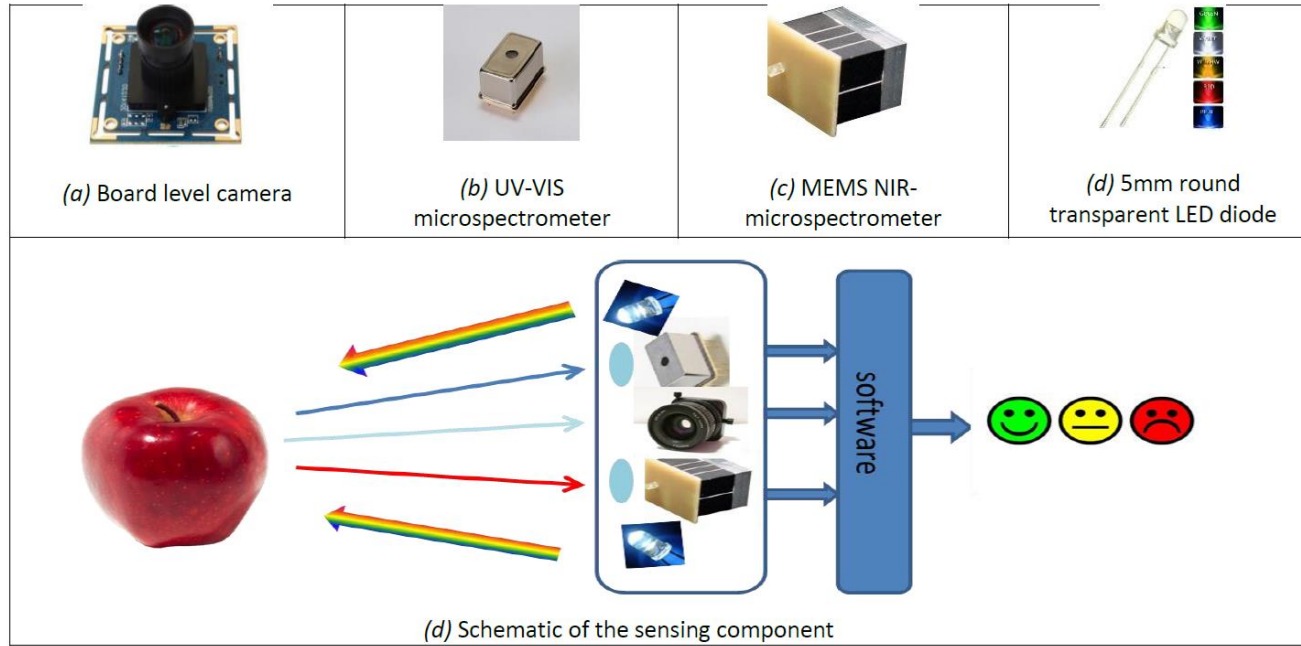 (a) Board level camera
(b) UV-VIS
microspectrometer
(c) MEMS NIR-
microspectrometer
(d) 5mm round
transparent LED diode
software
(d) Schematic of the sensing component